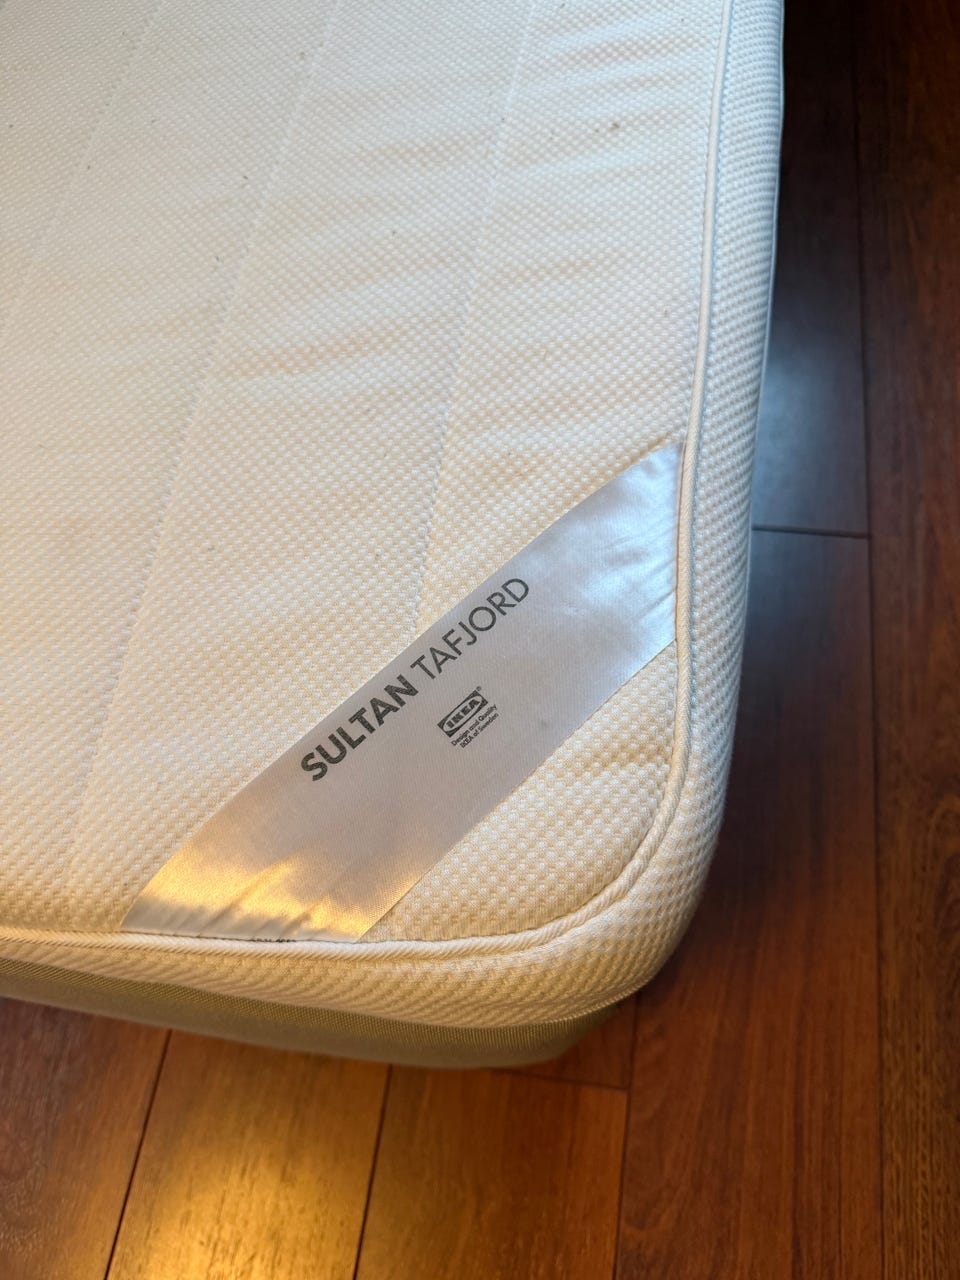 SULTAN TAFJORD
IKEA®
Design and Quality
IKEA of Sweden